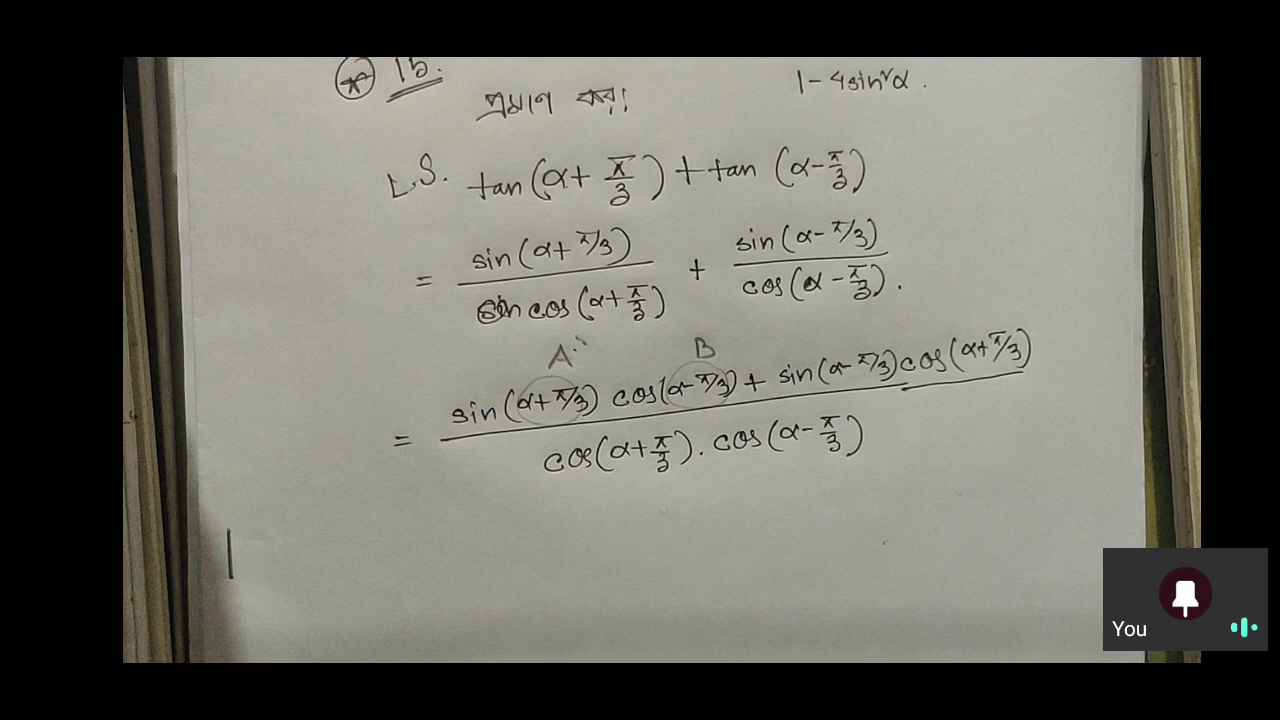 15.
প্রমাণ কর।
1 - 4sin²α.
L.S. tan(α + π/3) + tan (α - π/3)
= sin(α + π/3) / cos(α + π/3) + sin(α - π/3) / cos(α - π/3).
A B
= sin(α + π/3) cos(α - π/3) + sin(α - π/3) cos(α + π/3) / cos(α + π/3) . cos(α - π/3)
You